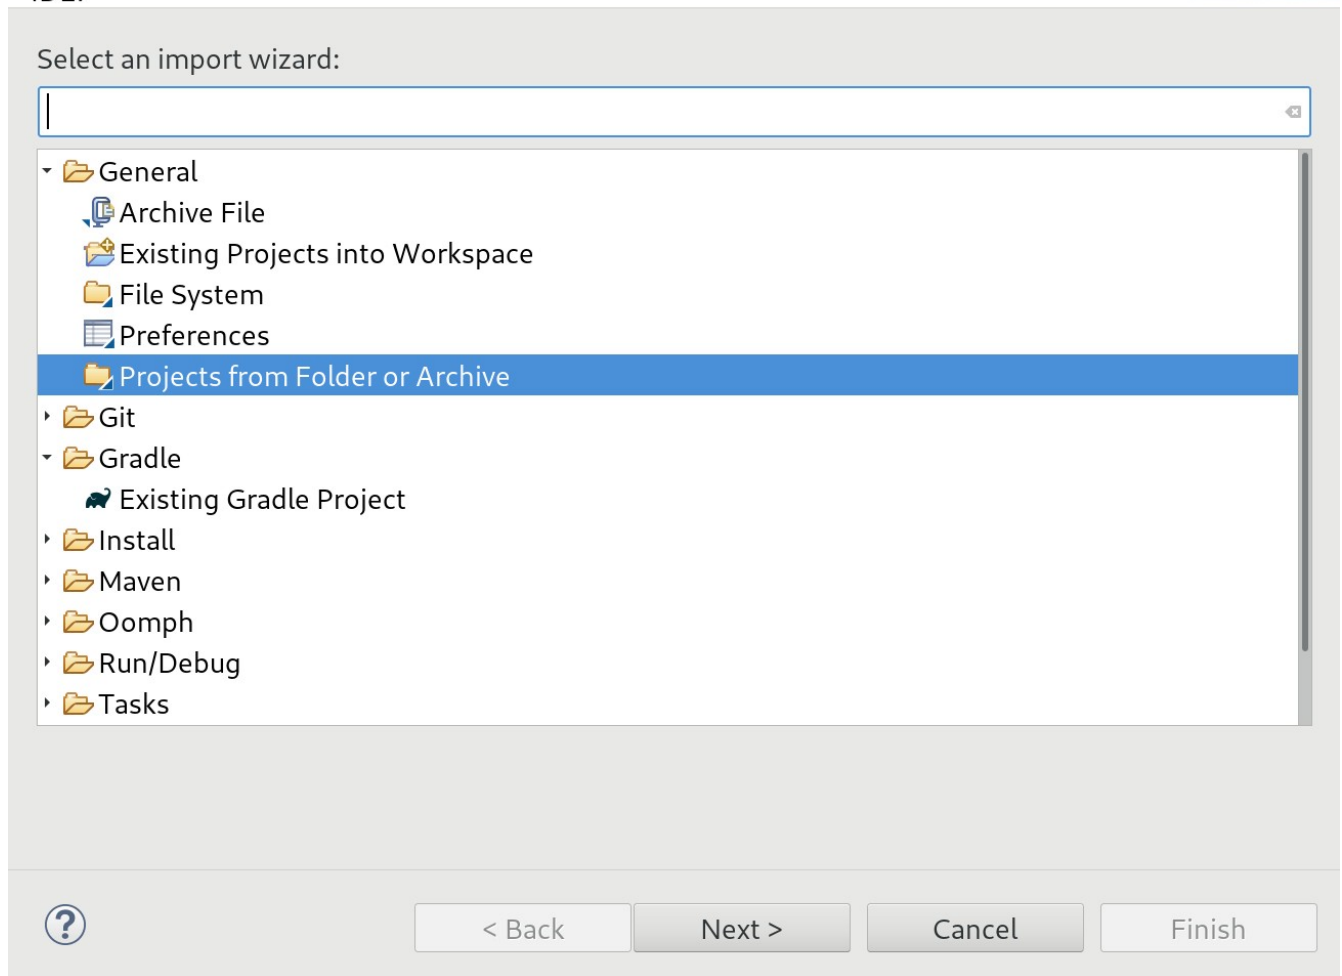 Select an import wizard:
General
Archive File
Existing Projects into Workspace
File System
Preferences
Projects from Folder or Archive
Git
Gradle
Existing Gradle Project
Install
Maven
Oomph
Run/Debug
Tasks
?
< Back
Next >
Cancel
Finish